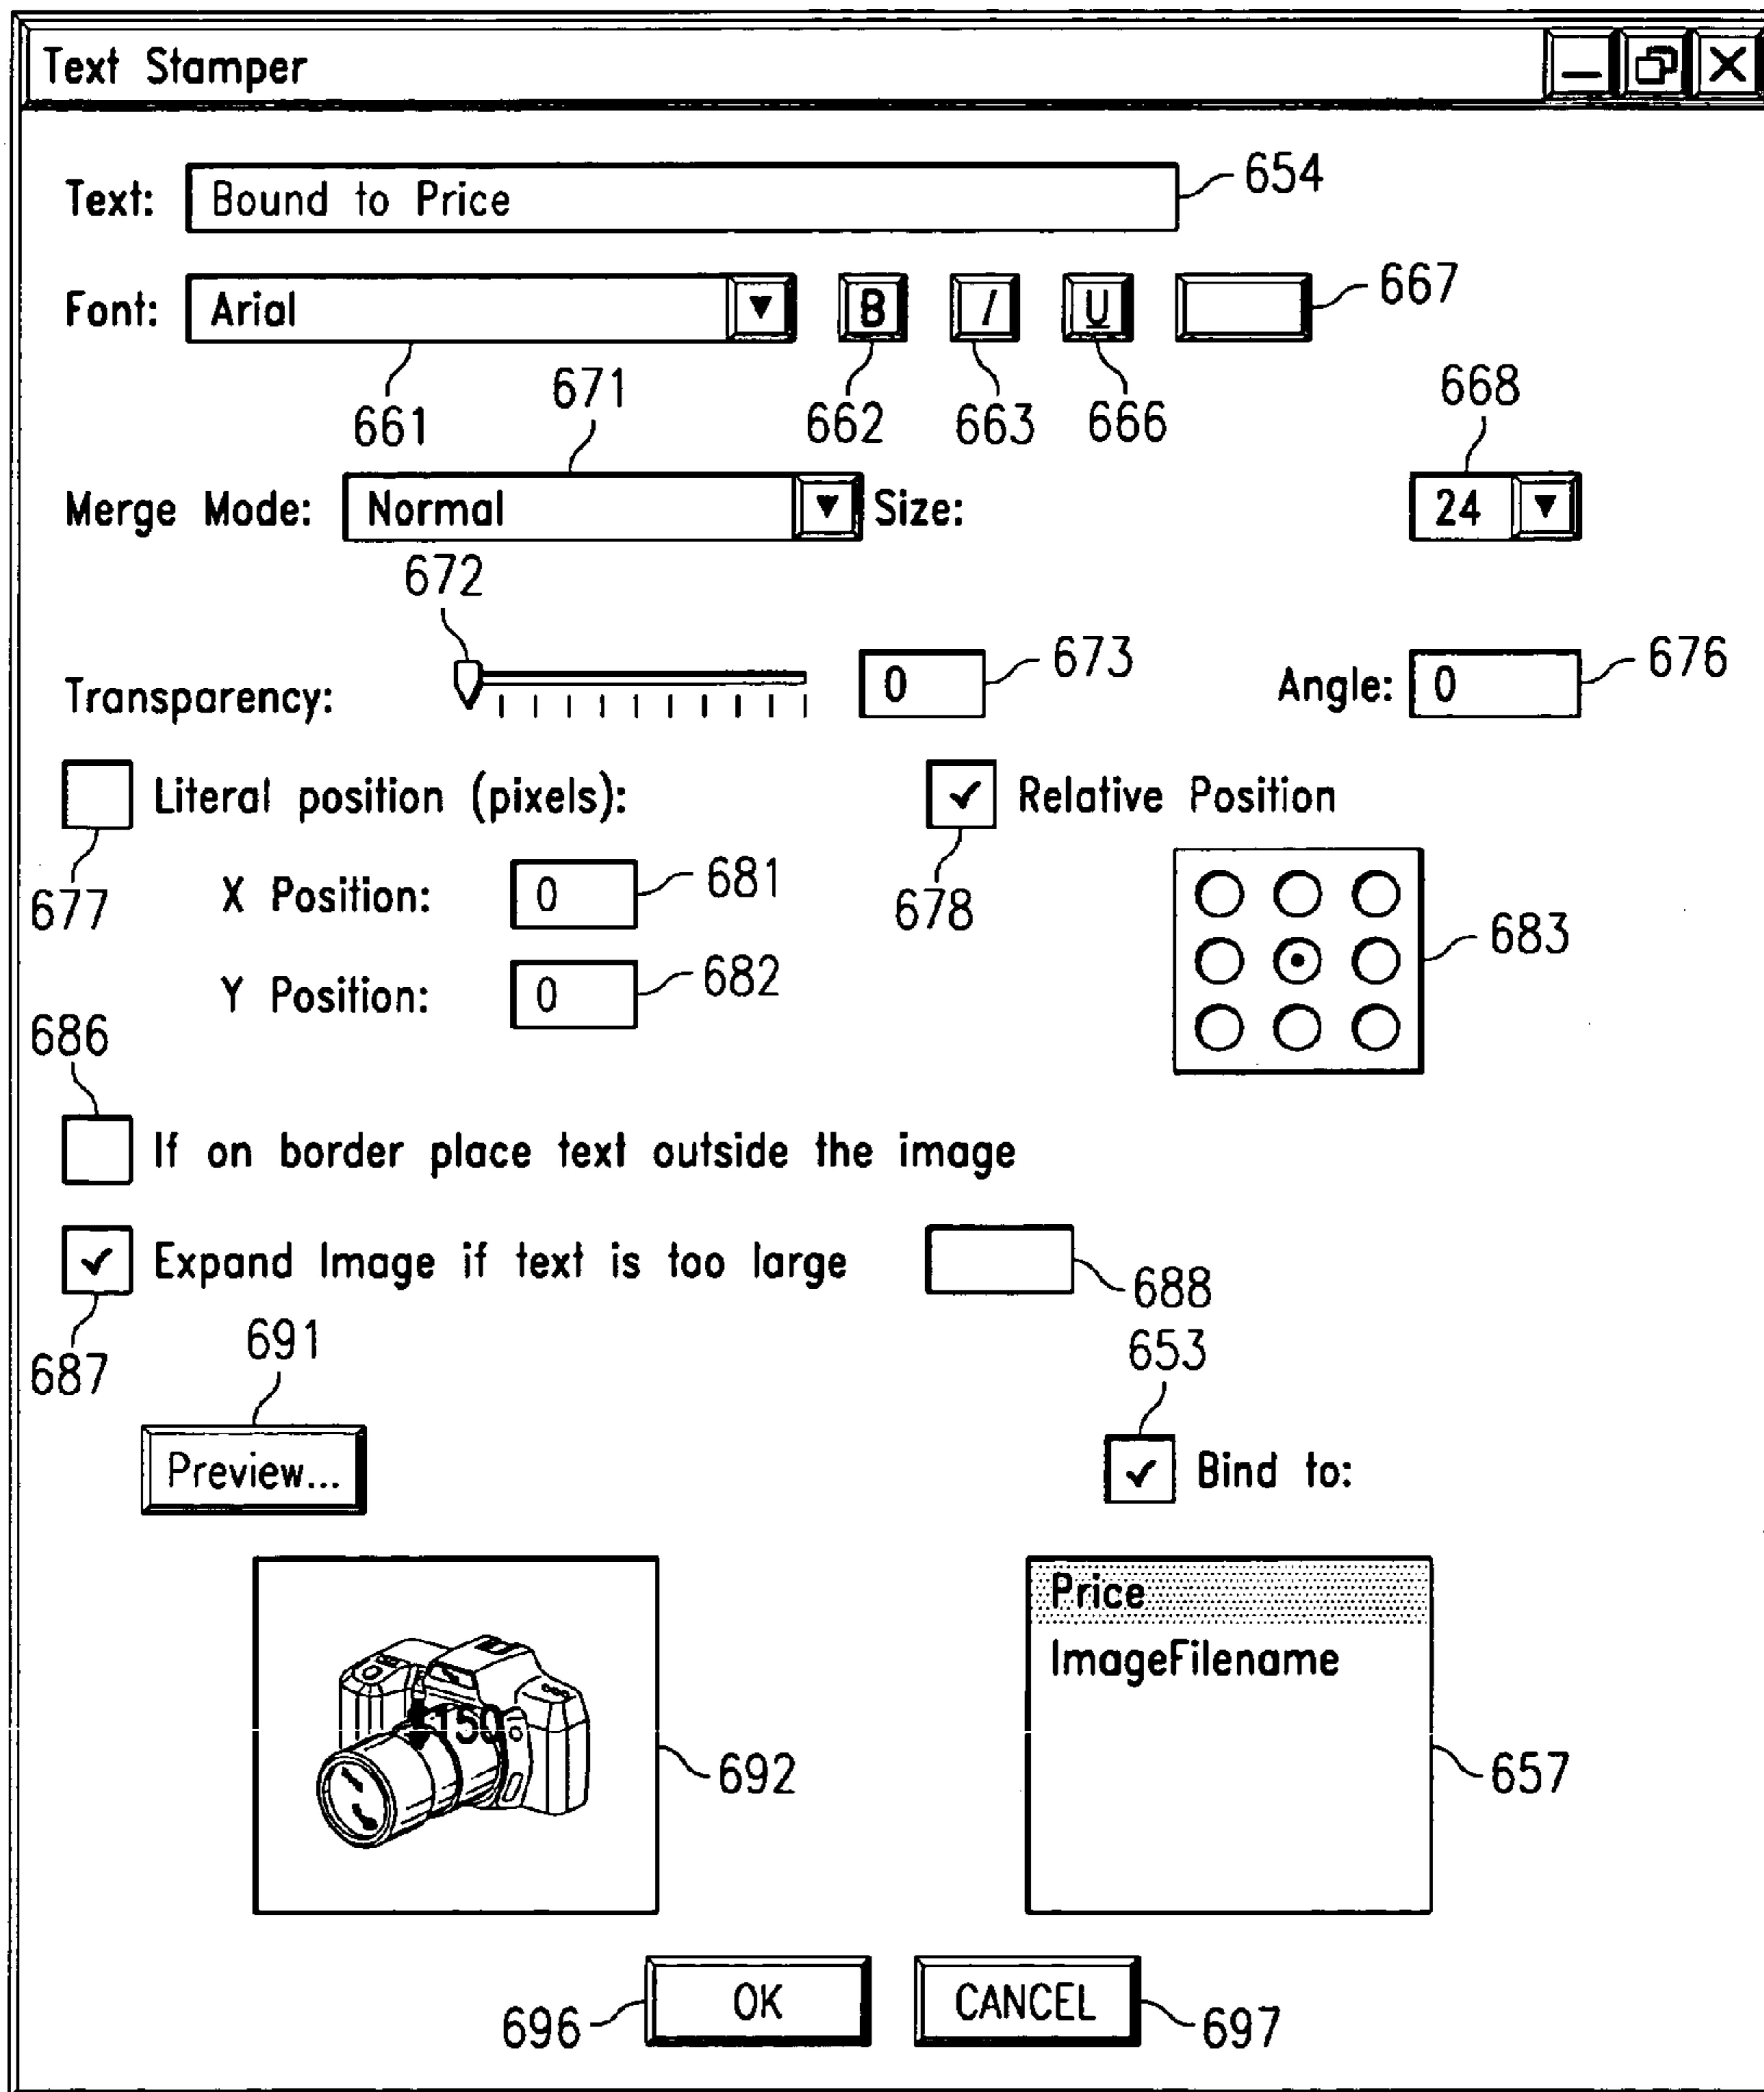 Text Stamper
Text: Bound to Price 654
Font: Arial B I U 667
661 671 662 663 666 668
Merge Mode: Normal Size: 24
672
Transparency: 0 673 Angle: 0 676
Literal position (pixels): ✓ Relative Position
677 X Position: 0 681 678 683
Y Position: 0 682
686
If on border place text outside the image
✓ Expand Image if text is too large 688
687 691 653
Preview... ✓ Bind to:
Price
ImageFilename
150
692 657
696 OK CANCEL 697